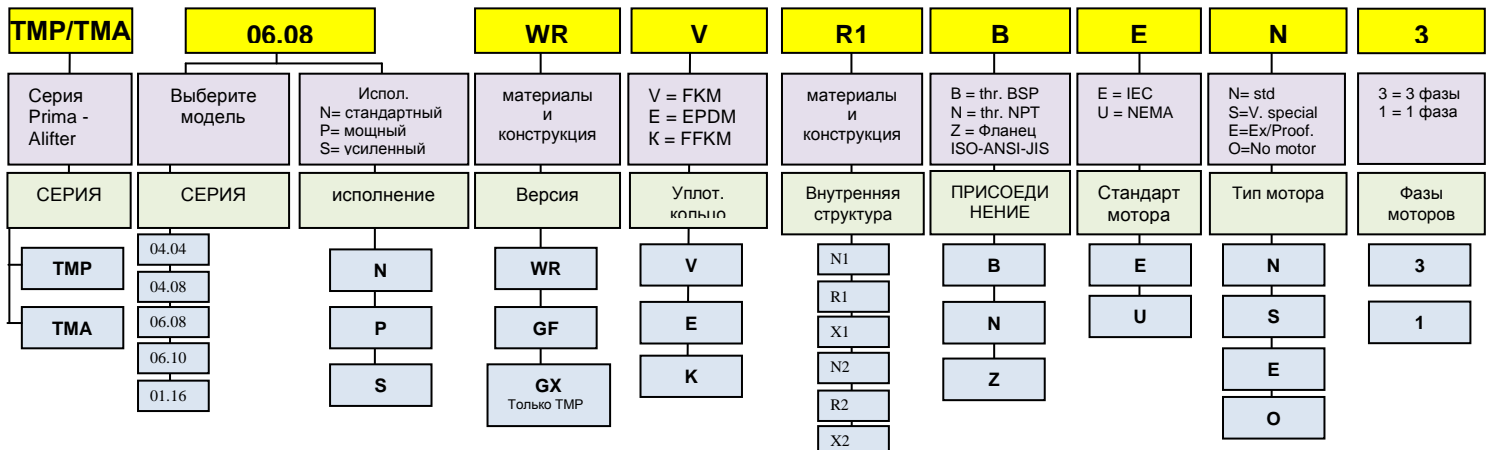 TMP/TMA
06.08
WR
V
R1
B
E
N
3
Серия
Prima -
Alifter
Выберите
модель
Испол.
N= стандартный
P= мощный
S= усиленный
материалы
и
конструкция
V = FKM
E = EPDM
К = FFKM
материалы
и
конструкция
B = thr. BSP
N = thr. NPT
Z = Фланец
ISO-ANSI-JIS
E = IEC
U = NEMA
N= std
S=V. special
E=Ex/Proof.
O=No motor
3 = 3 фазы
1 = 1 фаза
СЕРИЯ
СЕРИЯ
исполнение
Версия
Уплот.
кольцо
Внутренняя
структура
ПРИСОЕДИ
НЕНИЕ
Стандарт
мотора
Тип мотора
Фазы
моторов
TMP
TMA
04.04
04.08
06.08
06.10
01.16
N
P
S
WR
GF
GX
Только TMP
V
E
K
N1
R1
X1
N2
R2
X2
B
N
Z
E
U
N
S
E
O
3
1